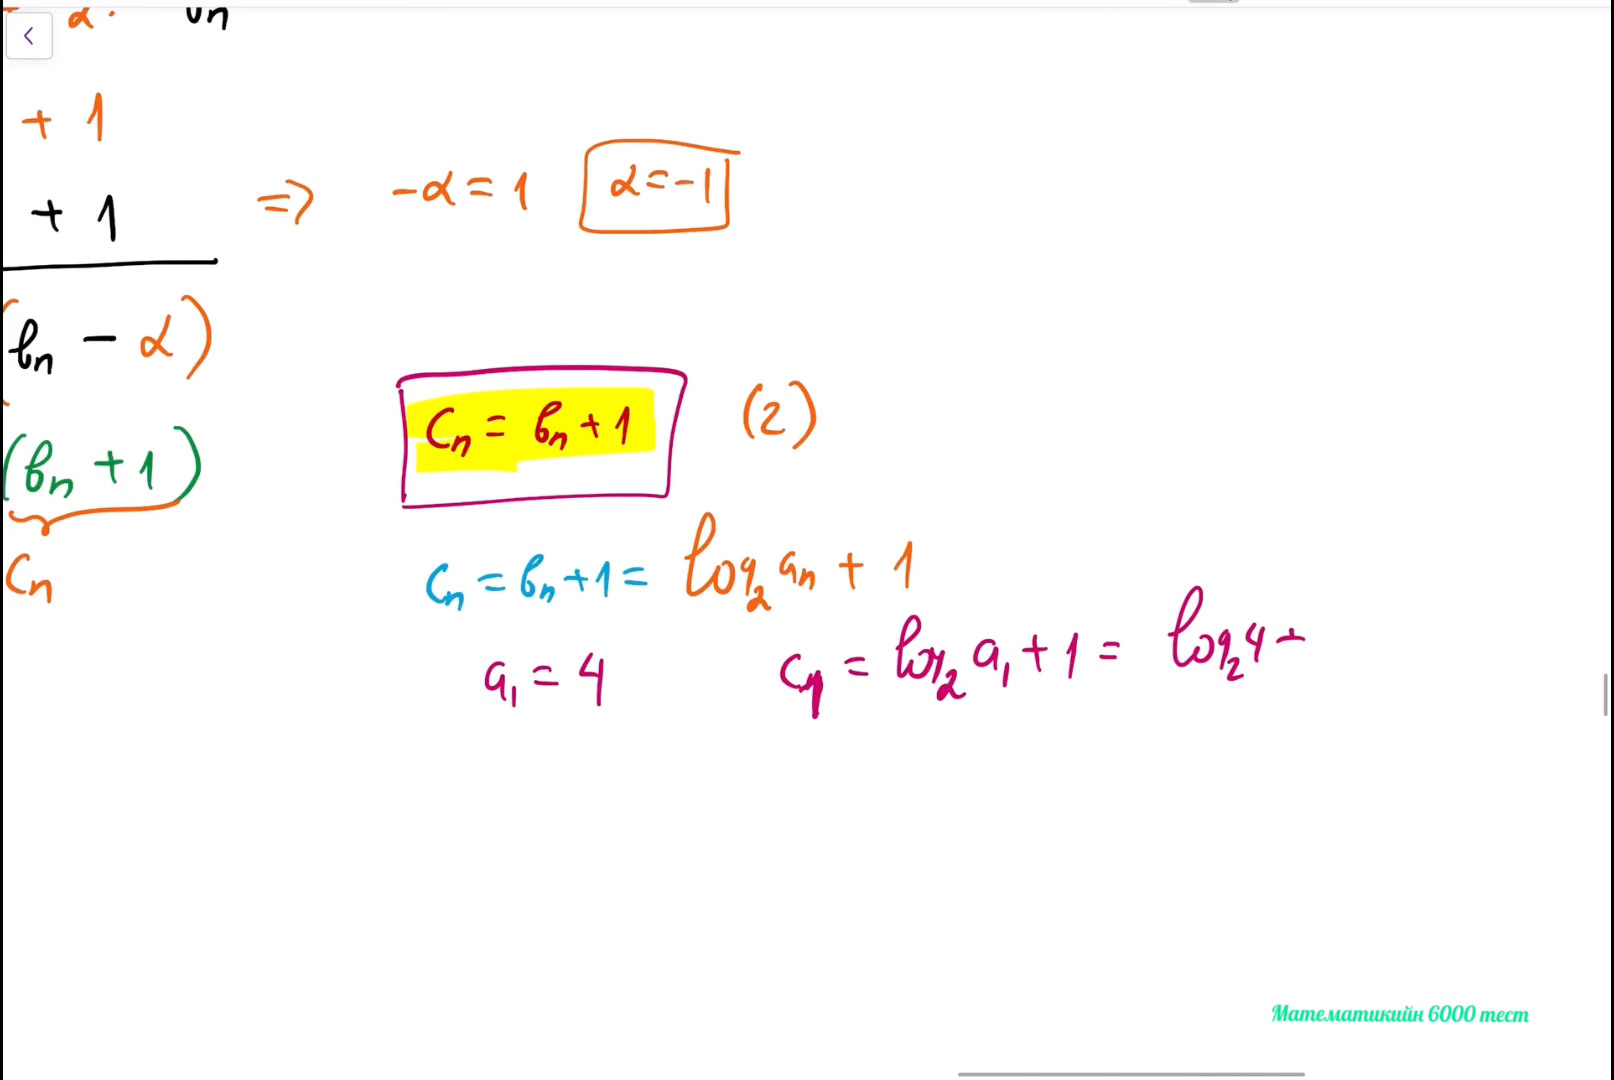 α · bn
+ 1
+ 1 => -α = 1 α = -1
(bn - α)
Cn = bn + 1 (2)
(bn + 1)
Cn
Cn = bn + 1 = log₂ an + 1
a₁ = 4 C₁ = log₂ a₁ + 1 = log₂ 4 +
Математикийн 6000 тест